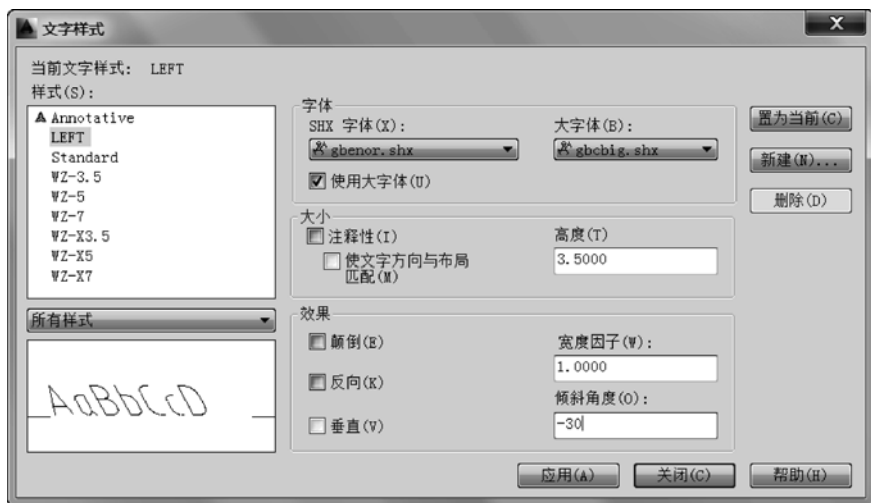 文字样式
当前文字样式: LEFT
样式(S):
Annotative
LEFT
Standard
WZ-3.5
WZ-5
WZ-7
WZ-X3.5
WZ-X5
WZ-X7
所有样式
AaBbCcD
字体
SHX 字体(X):
gbenor.shx
大字体(B):
gbcbig.shx
使用大字体(U)
大小
注释性(I)
使文字方向与布局
匹配(M)
高度(T)
3.5000
效果
颠倒(E)
反向(K)
垂直(V)
宽度因子(W):
1.0000
倾斜角度(O):
-30
置为当前(C)
新建(N)...
删除(D)
应用(A)
关闭(C)
帮助(H)